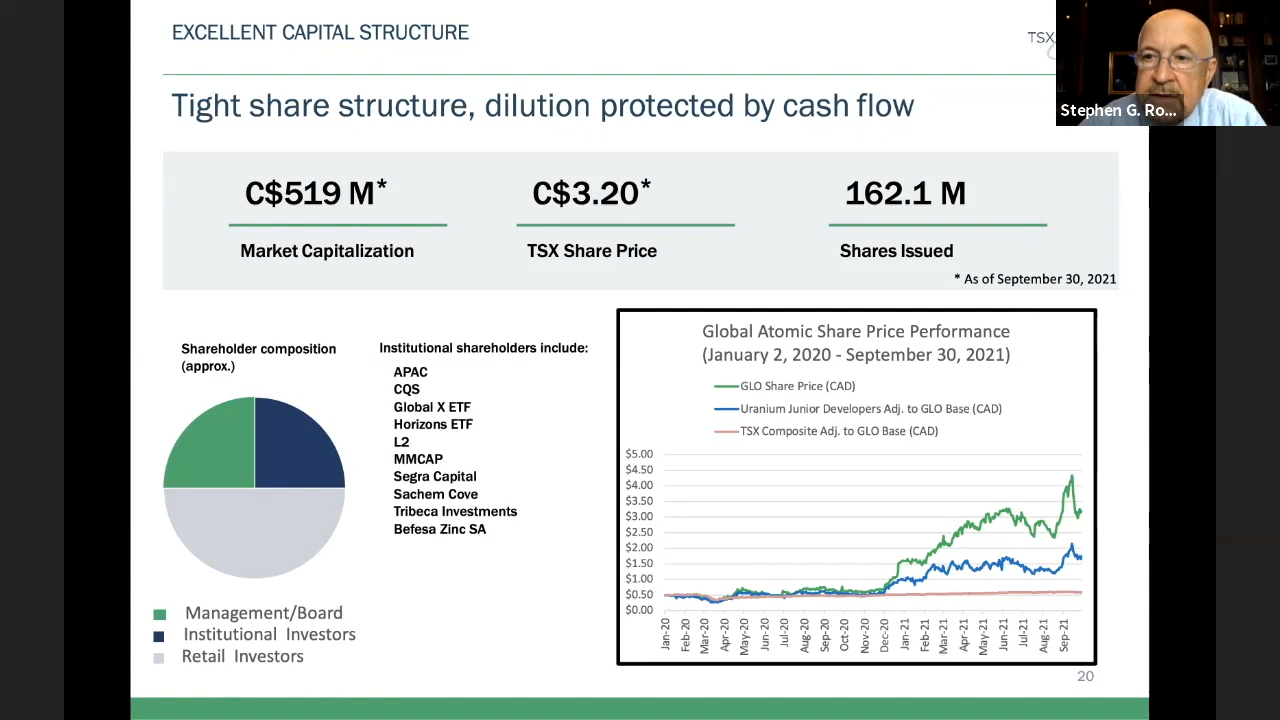 EXCELLENT CAPITAL STRUCTURE
TSX
Stephen G. Ro...
Tight share structure, dilution protected by cash flow
C$519 M*
C$3.20*
162.1 M
Market Capitalization
TSX Share Price
Shares Issued
* As of September 30, 2021
Shareholder composition
(approx.)
Management/Board
Institutional Investors
Retail Investors
Institutional shareholders include:
APAC
CQS
Global X ETF
Horizons ETF
L2
MMCAP
Segra Capital
Sachem Cove
Tribeca Investments
Befesa Zinc SA
Global Atomic Share Price Performance
(January 2, 2020 - September 30, 2021)
GLO Share Price (CAD)
Uranium Junior Developers Adj. to GLO Base (CAD)
TSX Composite Adj. to GLO Base (CAD)
$5.00
$4.50
$4.00
$3.50
$3.00
$2.50
$2.00
$1.50
$1.00
$0.50
$0.00
Jan-20
Feb-20
Mar-20
Apr-20
May-20
Jun-20
Jul-20
Aug-20
Sep-20
Oct-20
Nov-20
Dec-20
Jan-21
Feb-21
Mar-21
Apr-21
May-21
Jun-21
Jul-21
Aug-21
Sep-21
20